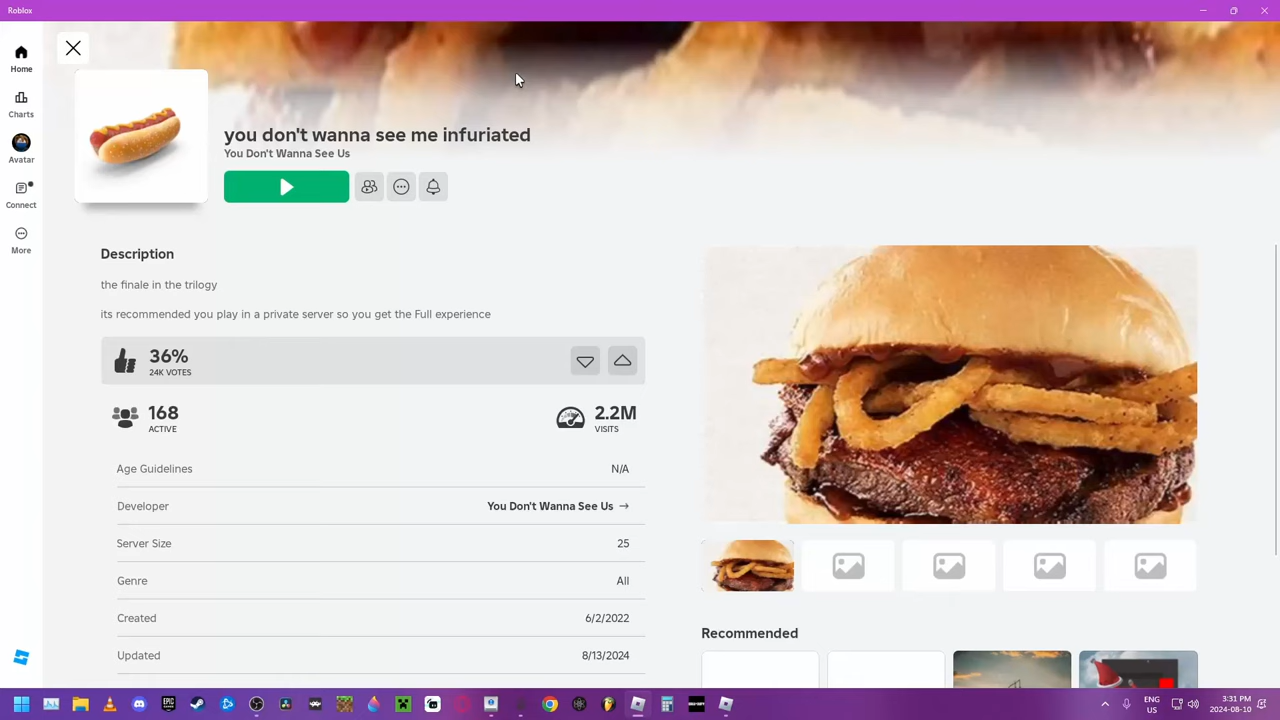 Roblox
Home
Charts
Avatar
Connect
More
you don't wanna see me infuriated
You Don't Wanna See Us
Description
the finale in the trilogy
its recommended you play in a private server so you get the Full experience
36%
24K VOTES
168
ACTIVE
2.2M
VISITS
Age Guidelines N/A
Developer You Don't Wanna See Us →
Server Size 25
Genre All
Created 6/2/2022
Updated 8/13/2024
Recommended
ENG
US
3:31 PM
2024-08-10